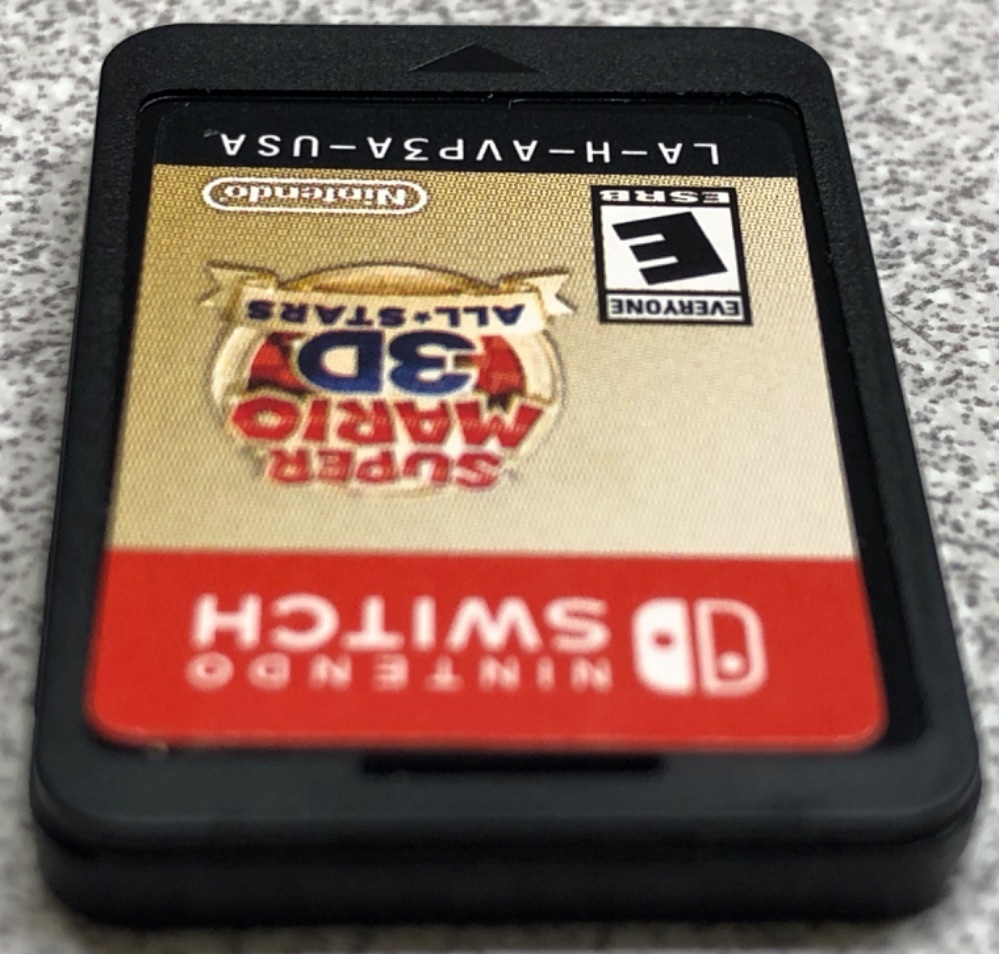 NINTENDO
SWITCH
SUPER
MARIO
3D
ALL★STARS
EVERYONE
E
ESRB
Nintendo
LA-H-AVP3A-USA